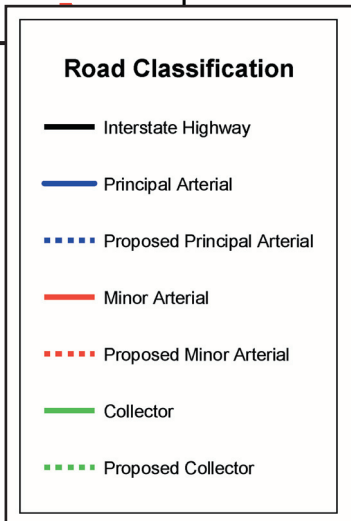 Road Classification
Interstate Highway
Principal Arterial
Proposed Principal Arterial
Minor Arterial
Proposed Minor Arterial
Collector
Proposed Collector